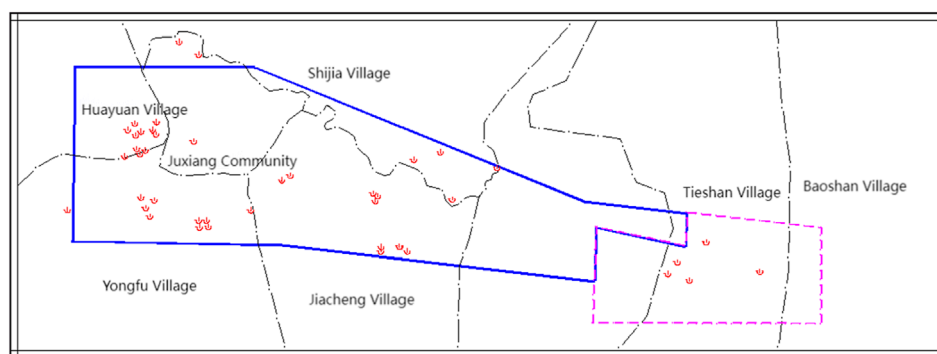 Shijia Village
Huayuan Village
Juxiang Community
Tieshan Village
Baoshan Village
Yongfu Village
Jiacheng Village